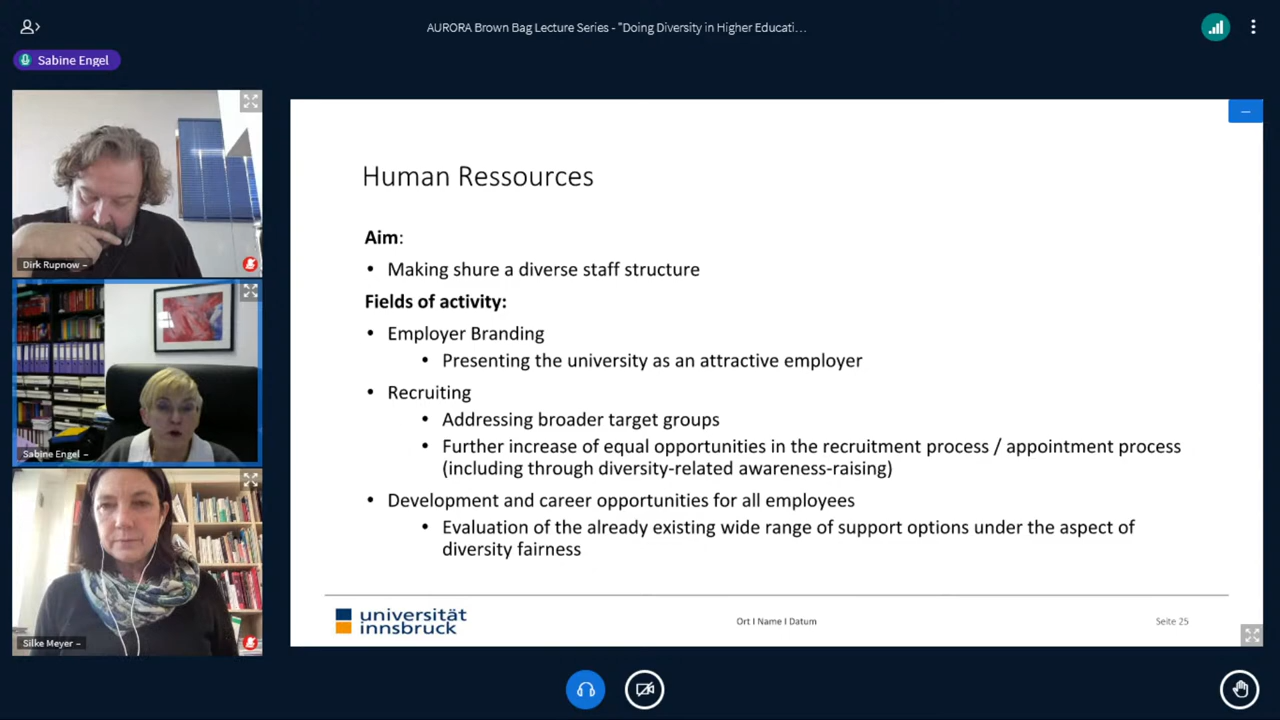 AURORA Brown Bag Lecture Series - "Doing Diversity in Higher Educati...
Sabine Engel
Dirk Rupnow –
Sabine Engel –
Silke Meyer –
Human Ressources
Aim:
• Making shure a diverse staff structure
Fields of activity:
• Employer Branding
• Presenting the university as an attractive employer
• Recruiting
• Addressing broader target groups
• Further increase of equal opportunities in the recruitment process / appointment process
(including through diversity-related awareness-raising)
• Development and career opportunities for all employees
• Evaluation of the already existing wide range of support options under the aspect of
diversity fairness
universität
innsbruck
Ort I Name I Datum
Seite 25